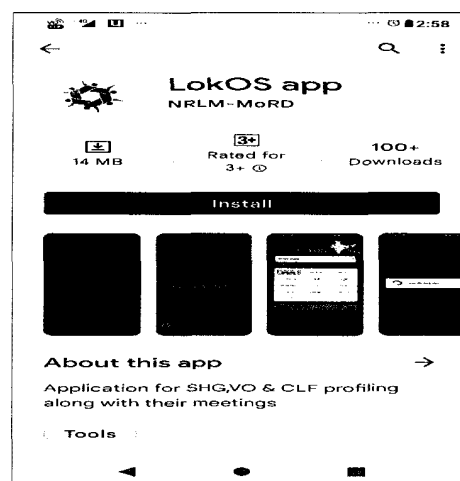 4G
2:58
LokOS app
NRLM-MoRD
3+
100+
14 MB
Rated for
Downloads
3+
Install
About this app
Application for SHG,VO & CLF profiling
along with their meetings
Tools